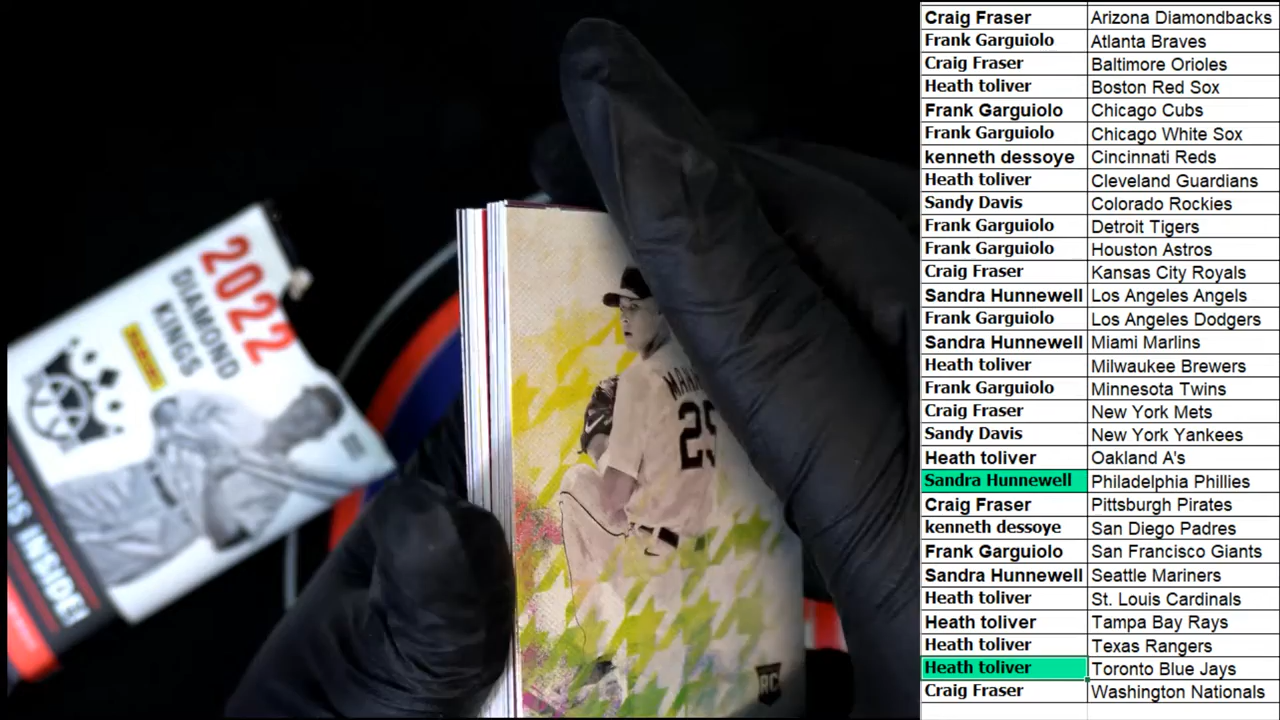 2022
DIAMOND
KINGS
INSIDE!
25
RC
Craig Fraser Arizona Diamondbacks
Frank Garguiolo Atlanta Braves
Craig Fraser Baltimore Orioles
Heath toliver Boston Red Sox
Frank Garguiolo Chicago Cubs
Frank Garguiolo Chicago White Sox
kenneth dessoye Cincinnati Reds
Heath toliver Cleveland Guardians
Sandy Davis Colorado Rockies
Frank Garguiolo Detroit Tigers
Frank Garguiolo Houston Astros
Craig Fraser Kansas City Royals
Sandra Hunnewell Los Angeles Angels
Frank Garguiolo Los Angeles Dodgers
Sandra Hunnewell Miami Marlins
Heath toliver Milwaukee Brewers
Frank Garguiolo Minnesota Twins
Craig Fraser New York Mets
Sandy Davis New York Yankees
Heath toliver Oakland A's
Sandra Hunnewell Philadelphia Phillies
Craig Fraser Pittsburgh Pirates
kenneth dessoye San Diego Padres
Frank Garguiolo San Francisco Giants
Sandra Hunnewell Seattle Mariners
Heath toliver St. Louis Cardinals
Heath toliver Tampa Bay Rays
Heath toliver Texas Rangers
Heath toliver Toronto Blue Jays
Craig Fraser Washington Nationals